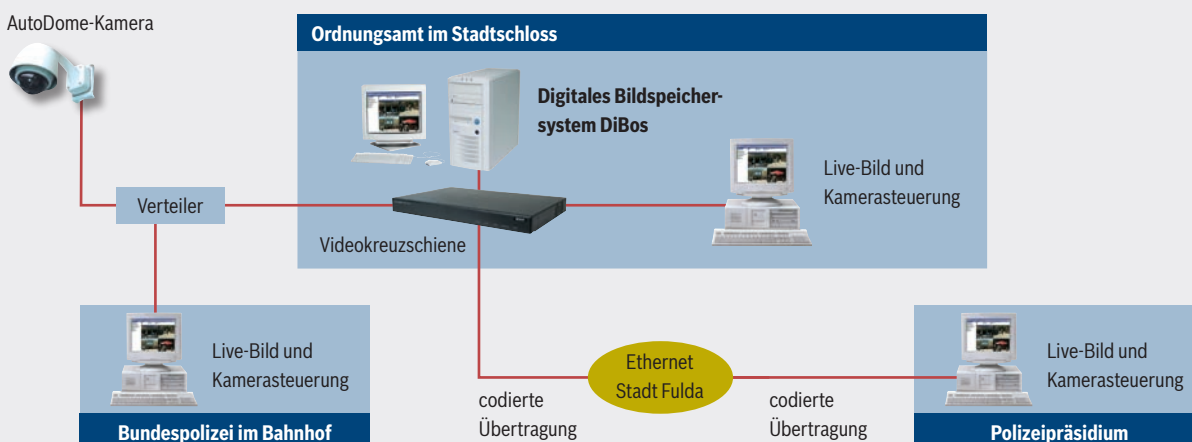 AutoDome-Kamera
Ordnungsamt im Stadtschloss
Digitales Bildspeicher-
system DiBos
Live-Bild und
Kamerasteuerung
Verteiler
Videokreuzschiene
Live-Bild und
Kamerasteuerung
Bundespolizei im Bahnhof
codierte
Übertragung
Ethernet
Stadt Fulda
codierte
Übertragung
Live-Bild und
Kamerasteuerung
Polizeipräsidium